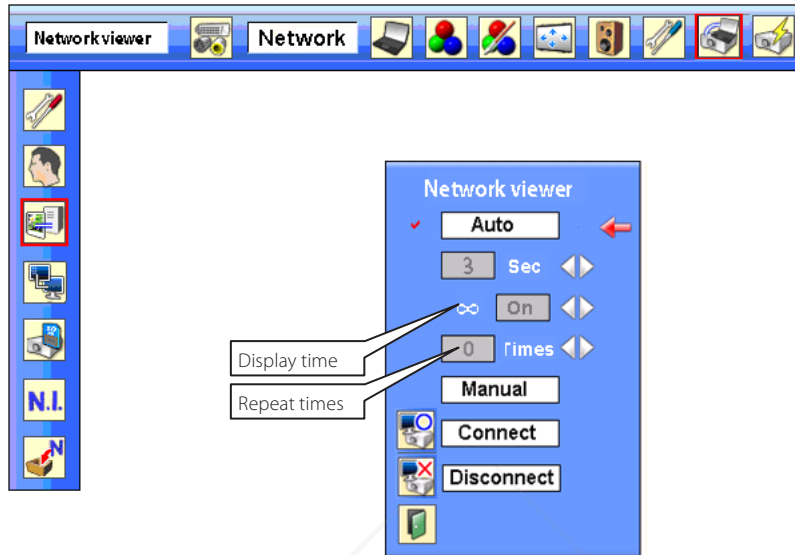 Network viewer
Network
N.I.
N
Network viewer
Auto
3 Sec
∞ On
Display time
0 Times
Repeat times
Manual
Connect
Disconnect